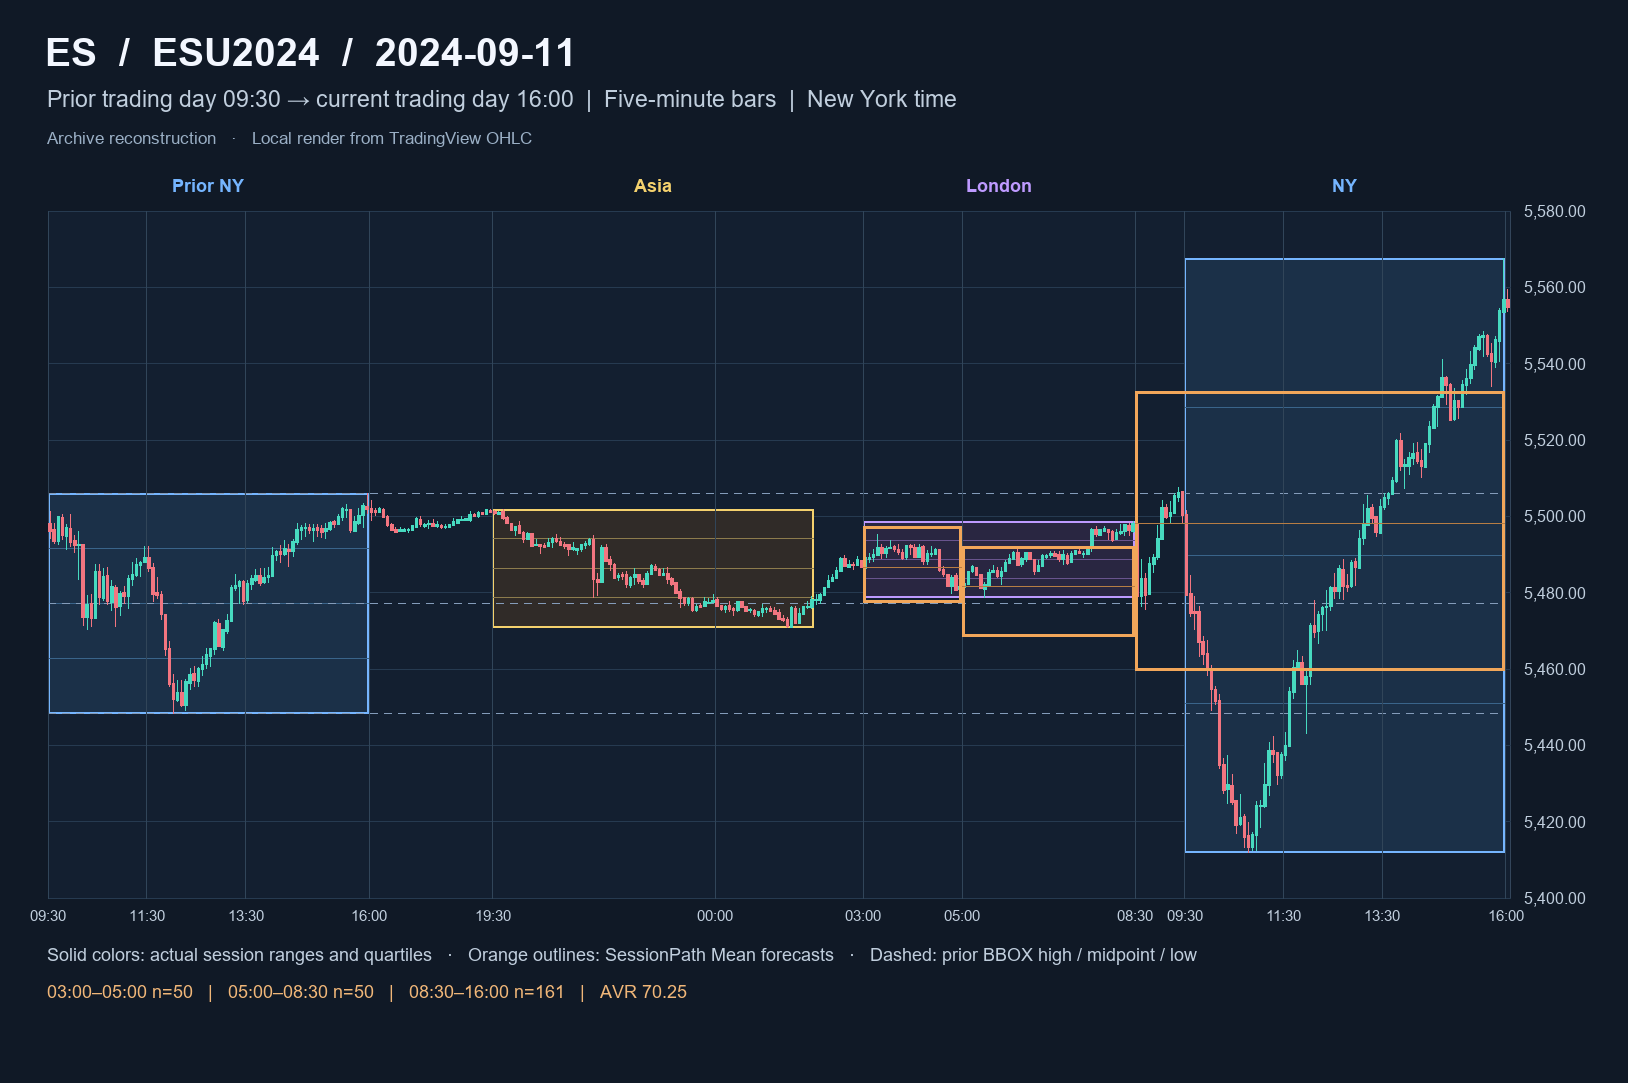 ES / ESU2024 / 2024-09-11
Prior trading day 09:30 → current trading day 16:00 | Five-minute bars | New York time
Archive reconstruction · Local render from TradingView OHLC
Prior NY Asia London NY
5,580.00
5,560.00
5,540.00
5,520.00
5,500.00
5,480.00
5,460.00
5,440.00
5,420.00
5,400.00
09:30 11:30 13:30 16:00 19:30 00:00 03:00 05:00 08:30 09:30 11:30 13:30 16:00
Solid colors: actual session ranges and quartiles · Orange outlines: SessionPath Mean forecasts · Dashed: prior BBOX high / midpoint / low
03:00–05:00 n=50 | 05:00–08:30 n=50 | 08:30–16:00 n=161 | AVR 70.25